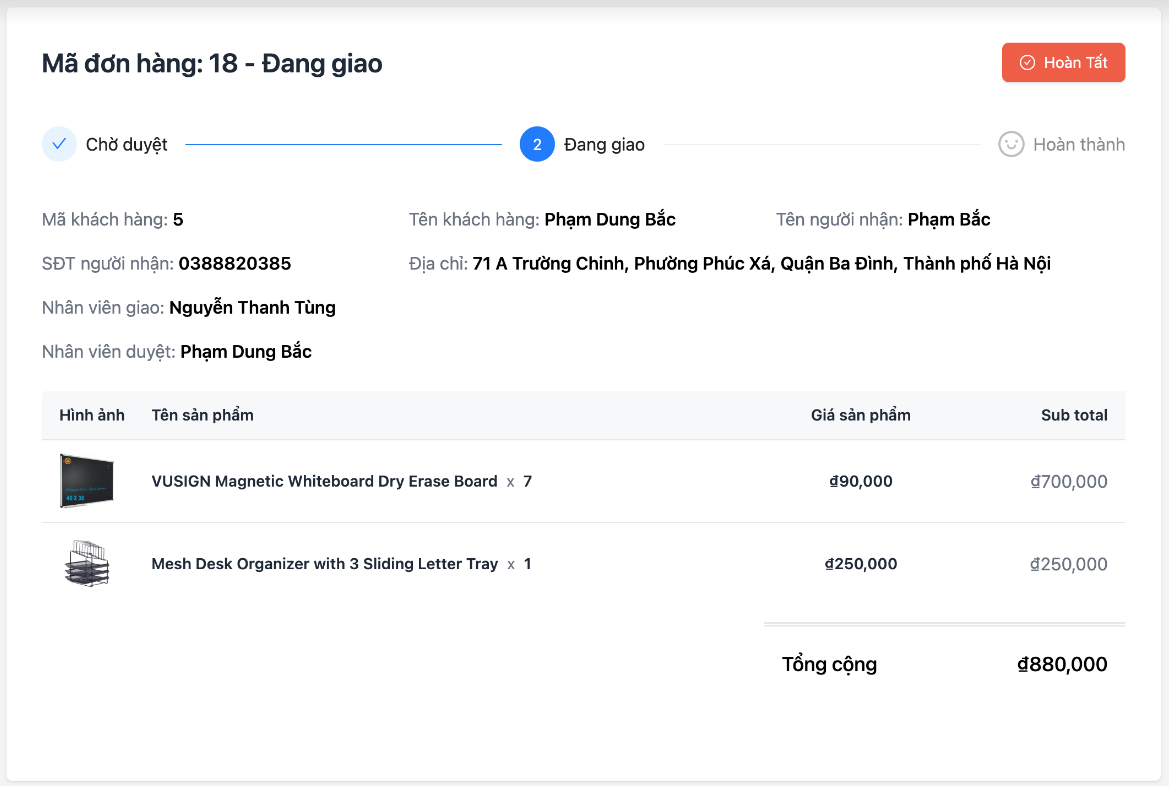 Mã đơn hàng: 18 - Đang giao
Hoàn Tất
Chờ duyệt
2 Đang giao
Hoàn thành
Mã khách hàng: 5
Tên khách hàng: Phạm Dung Bắc
Tên người nhận: Phạm Bắc
SĐT người nhận: 0388820385
Địa chỉ: 71 A Trường Chinh, Phường Phúc Xá, Quận Ba Đình, Thành phố Hà Nội
Nhân viên giao: Nguyễn Thanh Tùng
Nhân viên duyệt: Phạm Dung Bắc
Hình ảnh Tên sản phẩm Giá sản phẩm Sub total
VUSIGN Magnetic Whiteboard Dry Erase Board x 7 ₫90,000 ₫700,000
Mesh Desk Organizer with 3 Sliding Letter Tray x 1 ₫250,000 ₫250,000
Tổng cộng ₫880,000